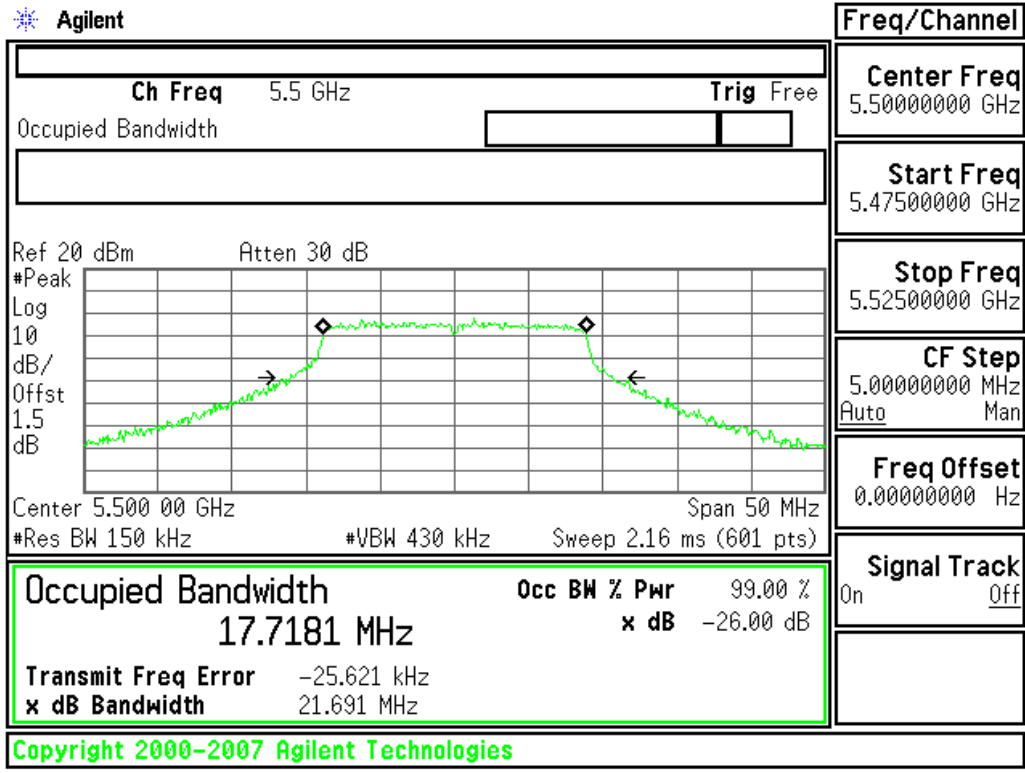 Agilent
Freq/Channel
Ch Freq 5.5 GHz Trig Free
Occupied Bandwidth
Center Freq
5.50000000 GHz
Start Freq
5.47500000 GHz
Stop Freq
5.52500000 GHz
CF Step
5.00000000 MHz
Auto Man
Freq Offset
0.00000000 Hz
Signal Track
On Off
Ref 20 dBm Atten 30 dB
#Peak
Log
10
dB/
Offst
1.5
dB
Center 5.500 00 GHz Span 50 MHz
#Res BW 150 kHz #VBW 430 kHz Sweep 2.16 ms (601 pts)
Occupied Bandwidth Occ BW % Pwr 99.00 %
17.7181 MHz x dB -26.00 dB
Transmit Freq Error -25.621 kHz
x dB Bandwidth 21.691 MHz
Copyright 2000-2007 Agilent Technologies